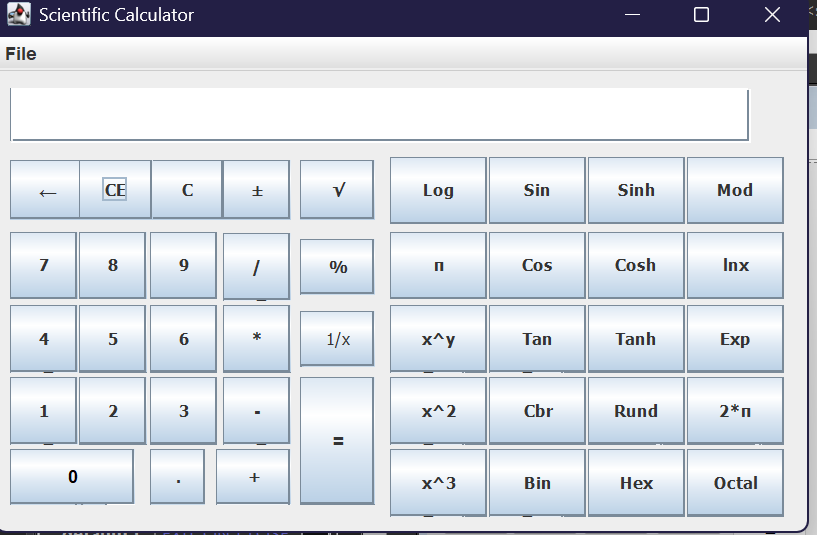 Scientific Calculator
File
← CE C ± √ Log Sin Sinh Mod
7 8 9 / % п Cos Cosh lnx
4 5 6 * 1/x x^y Tan Tanh Exp
1 2 3 - = x^2 Cbr Rund 2*п
0 . + x^3 Bin Hex Octal